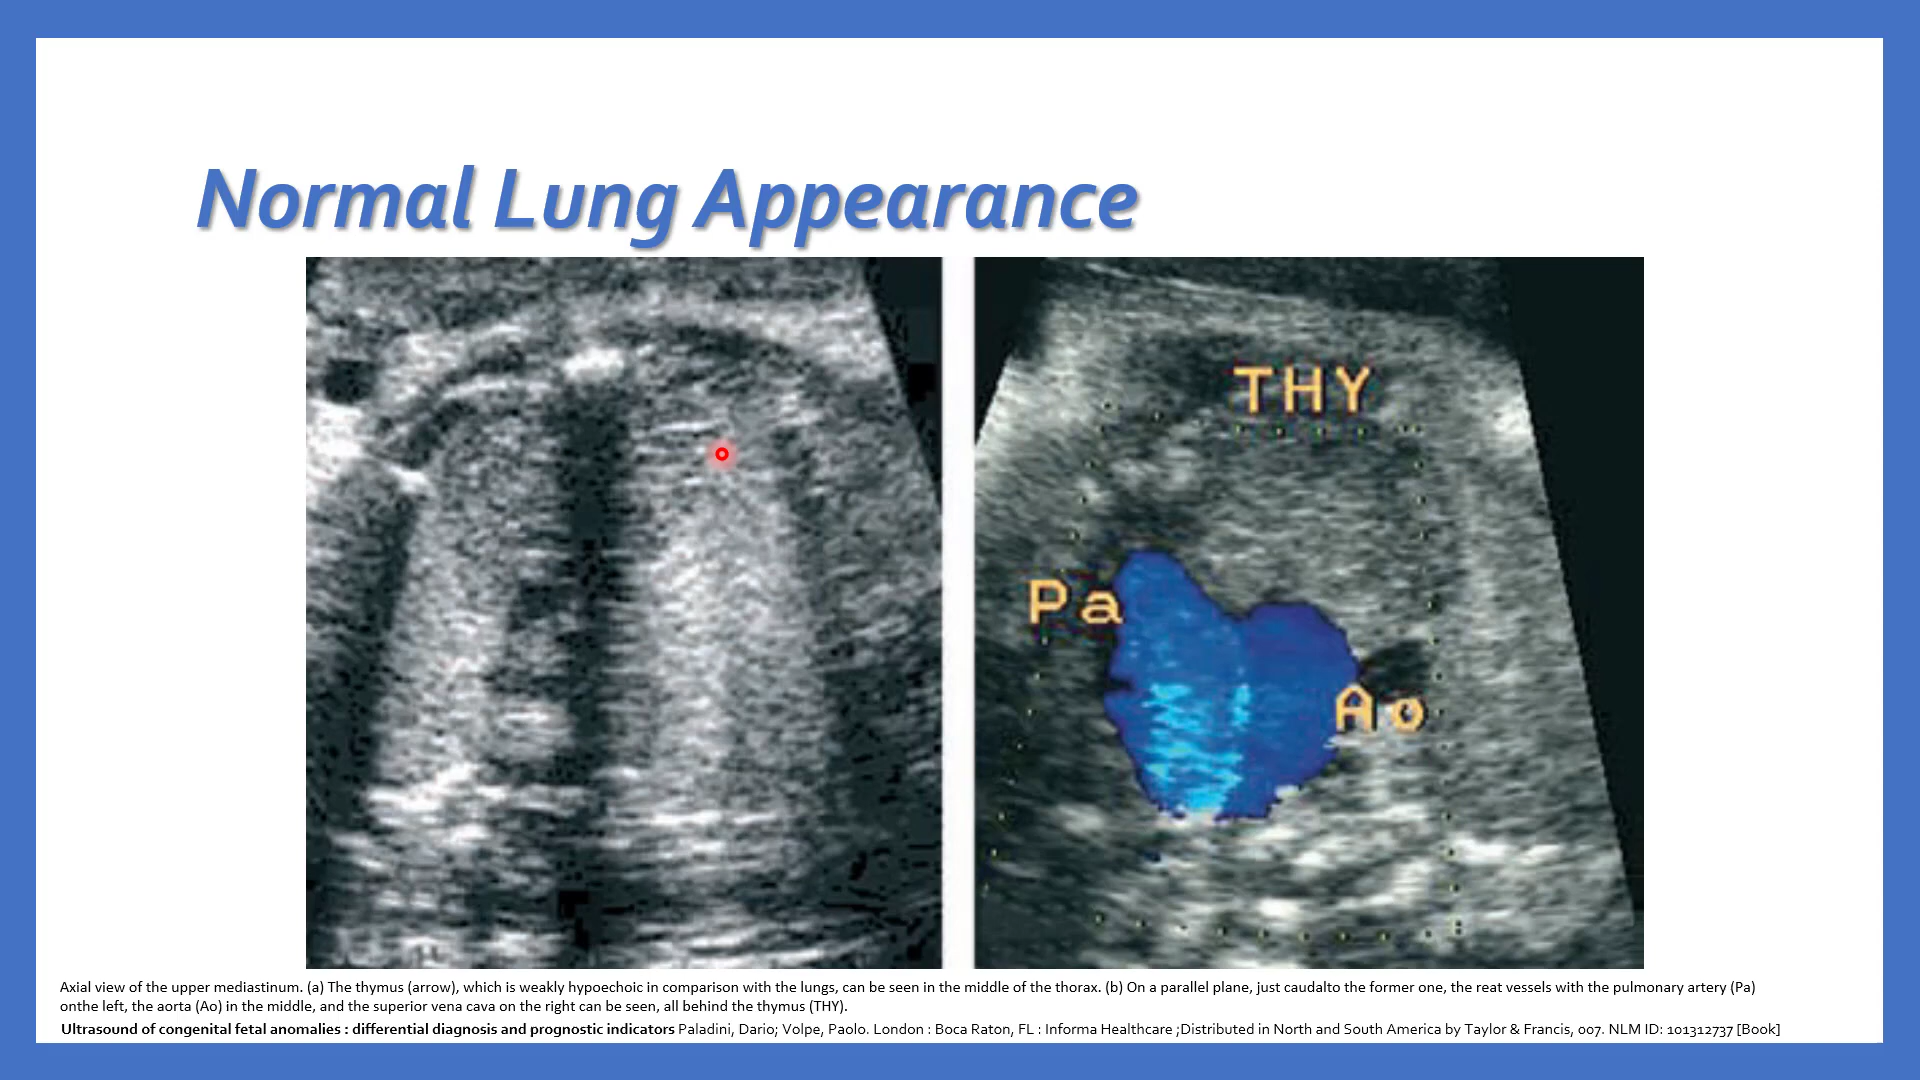 Normal Lung Appearance
THY
Pa
Ao
Axial view of the upper mediastinum. (a) The thymus (arrow), which is weakly hypoechoic in comparison with the lungs, can be seen in the middle of the thorax. (b) On a parallel plane, just caudalto the former one, the reat vessels with the pulmonary artery (Pa)
onthe left, the aorta (Ao) in the middle, and the superior vena cava on the right can be seen, all behind the thymus (THY).
Ultrasound of congenital fetal anomalies : differential diagnosis and prognostic indicators Paladini, Dario; Volpe, Paolo. London : Boca Raton, FL : Informa Healthcare ;Distributed in North and South America by Taylor & Francis, 007. NLM ID: 101312737 [Book]